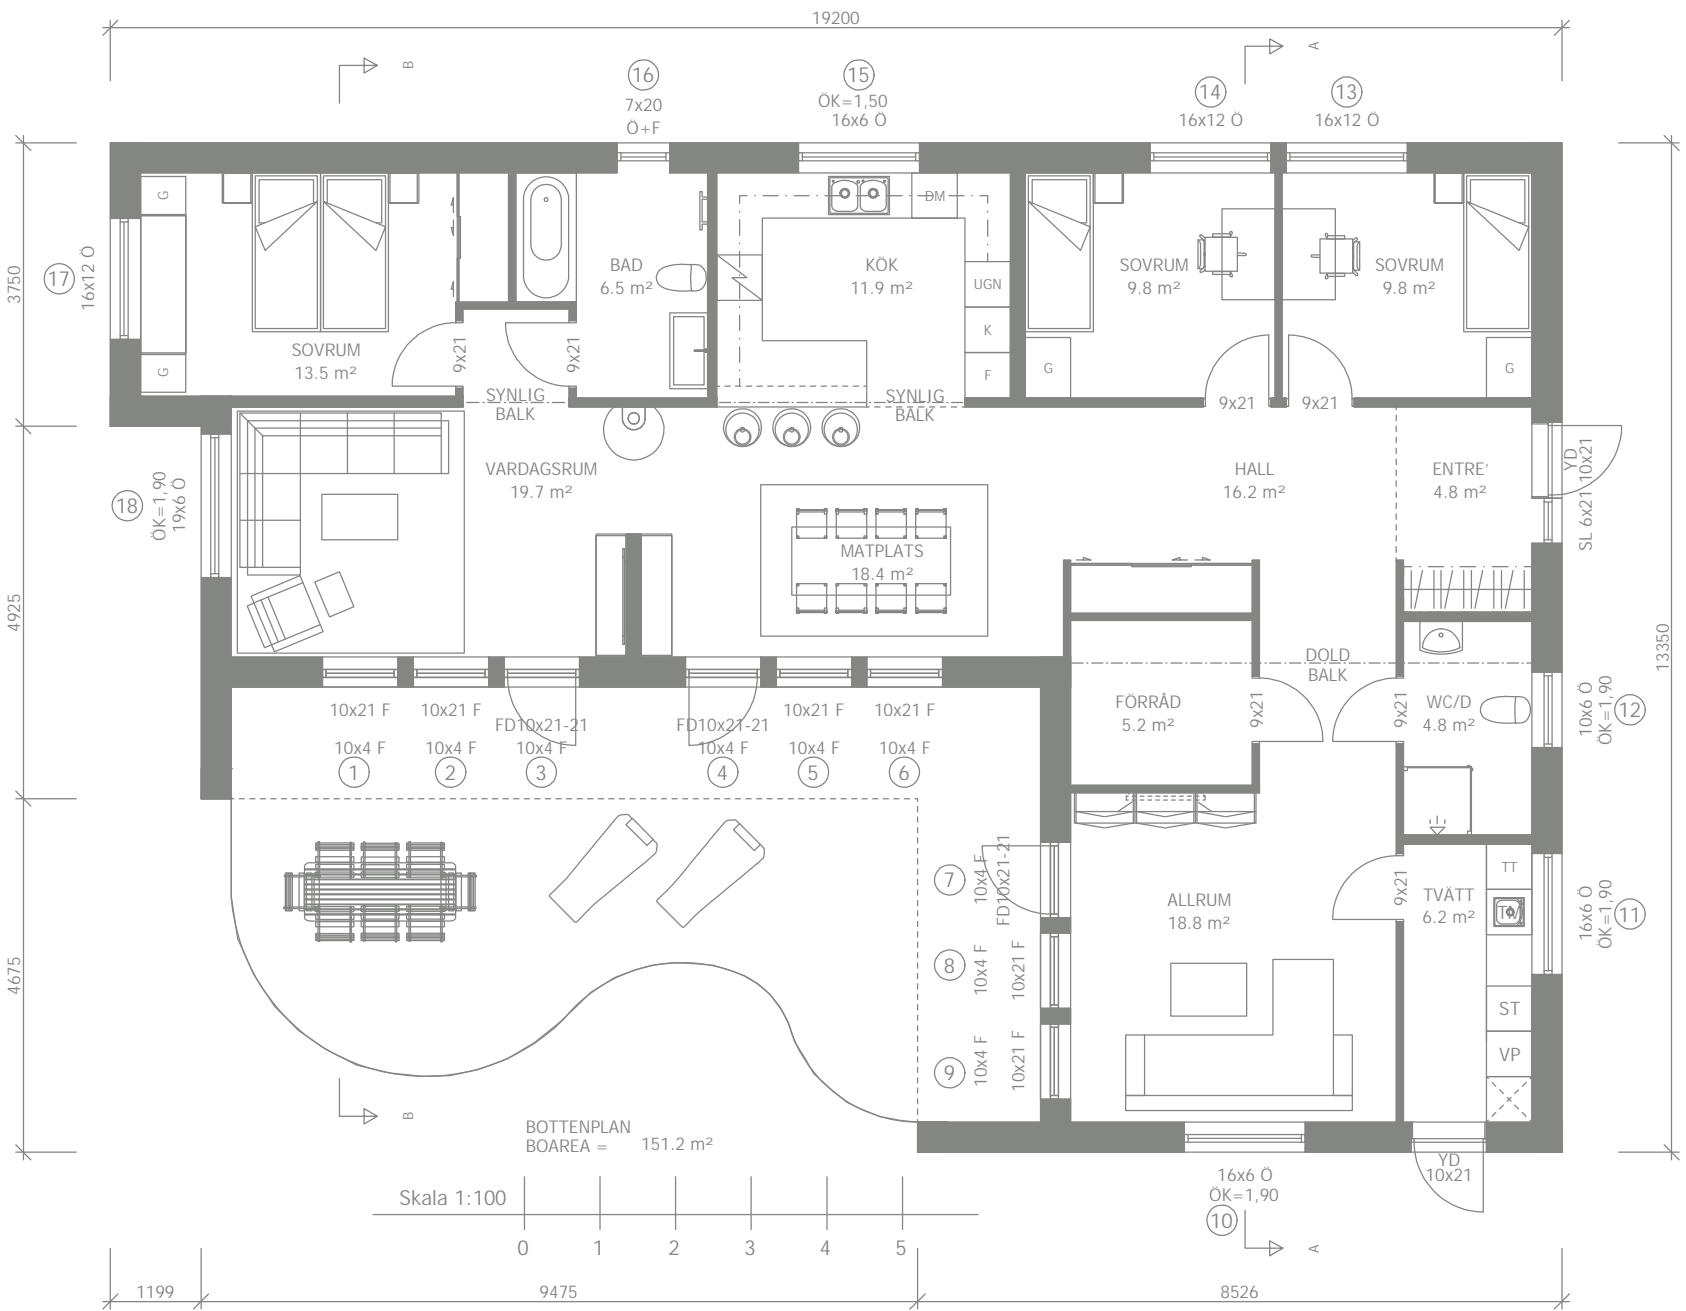 19200
B
A
16
7x20
Ö+F
15
ÖK=1,50
16x6 Ö
14
16x12 Ö
13
16x12 Ö
3750
17
16x12 Ö
G
G
SOVRUM
13.5 m²
9x21
BAD
6.5 m²
9x21
SYNLIG
BALK
KÖK
11.9 m²
DM
UGN
K
F
SYNLIG
BALK
SOVRUM
9.8 m²
G
9x21
SOVRUM
9.8 m²
G
9x21
4925
18
ÖK=1,90
19x6 Ö
VARDAGSRUM
19.7 m²
MATPLATS
18.4 m²
HALL
16.2 m²
ENTRE'
4.8 m²
YD
10x21
SL 6x21
13350
DOLD
BALK
FÖRRÅD
5.2 m²
9x21
9x21
WC/D
4.8 m²
10x6 Ö
ÖK=1,90
12
10x21 F
10x4 F
1
10x21 F
10x4 F
2
FD10x21-21
10x4 F
3
FD10x21-21
10x4 F
4
10x21 F
10x4 F
5
10x21 F
10x4 F
6
4675
7
10x4 F
FD10x21-21
8
10x4 F
10x21 F
9
10x4 F
10x21 F
ALLRUM
18.8 m²
9x21
TVÄTT
6.2 m²
TT
TM
ST
VP
16x6 Ö
ÖK=1,90
11
B
BOTTENPLAN
BOAREA = 151.2 m²
16x6 Ö
ÖK=1,90
10
YD
10x21
A
Skala 1:100
0 1 2 3 4 5
1199
9475
8526